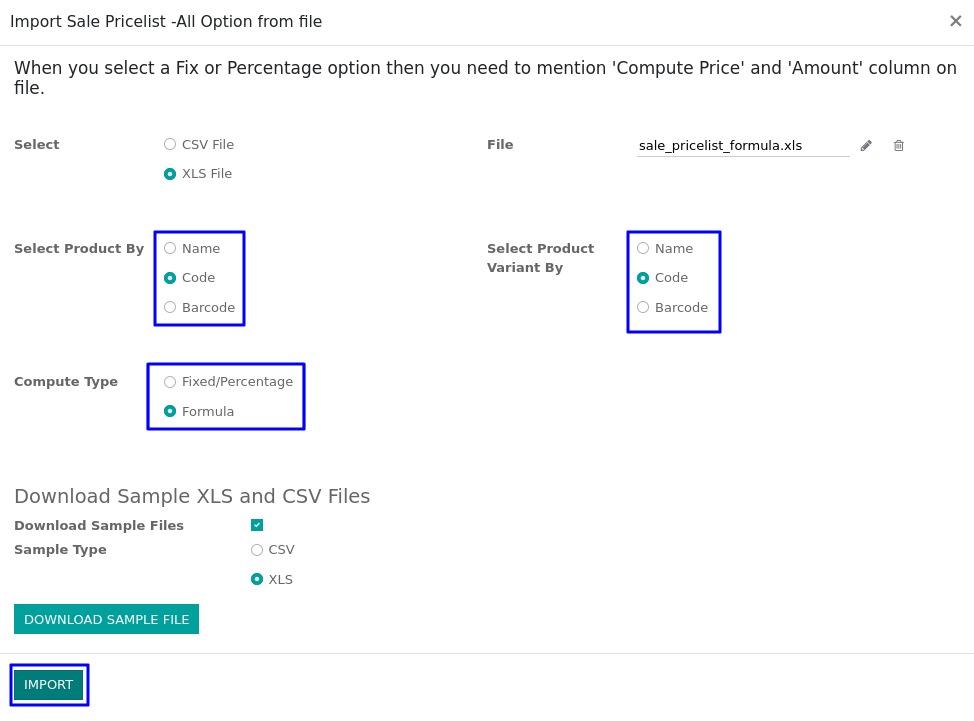 Import Sale Pricelist -All Option from file
When you select a Fix or Percentage option then you need to mention 'Compute Price' and 'Amount' column on
file.
Select
CSV File
XLS File
File
sale_pricelist_formula.xls
Select Product By
Name
Code
Barcode
Select Product
Variant By
Name
Code
Barcode
Compute Type
Fixed/Percentage
Formula
Download Sample XLS and CSV Files
Download Sample Files
Sample Type
CSV
XLS
DOWNLOAD SAMPLE FILE
IMPORT